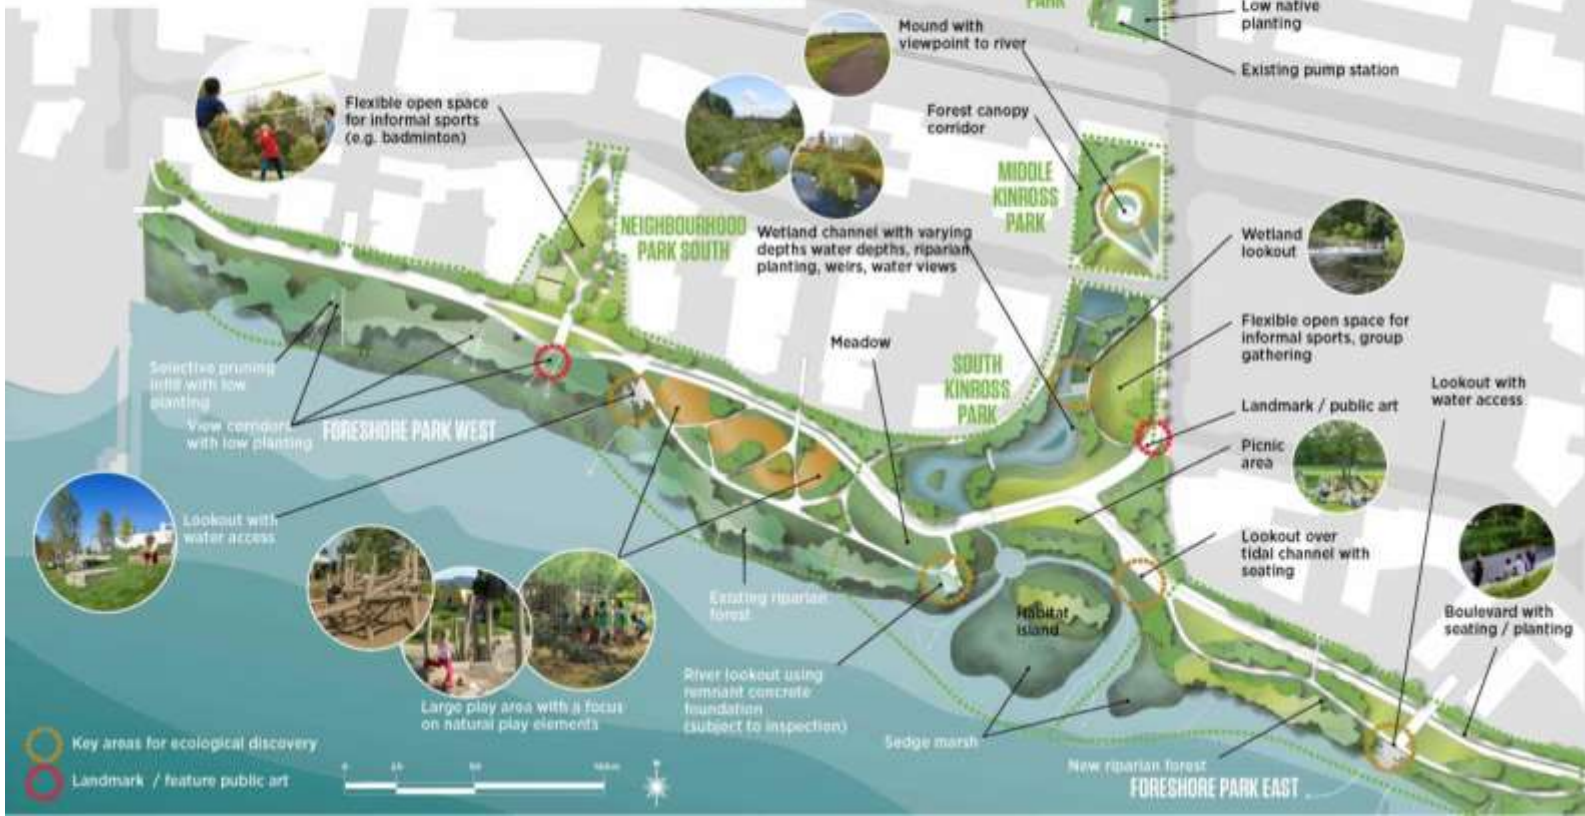 PARK
Low native
planting
Existing pump station
Mound with
viewpoint to river
Forest canopy
corridor
MIDDLE
KINROSS
PARK
Flexible open space
for informal sports
(e.g. badminton)
NEIGHBOURHOOD
PARK SOUTH
Wetland channel with varying
depths water depths, riparian
planting, weirs, water views
Wetland
lookout
Flexible open space for
informal sports, group
gathering
Meadow
SOUTH
KINROSS
PARK
Lookout with
water access
Landmark / public art
Picnic
area
Selective pruning
infill with low
planting
View corridors
with low planting
FORESHORE PARK WEST
Lookout with
water access
Lookout over
tidal channel with
seating
Boulevard with
seating / planting
Existing riparian
forest
Habitat
island
River lookout using
remnant concrete
foundation
(subject to inspection)
Large play area with a focus
on natural play elements
Sedge marsh
New riparian forest
FORESHORE PARK EAST
Key areas for ecological discovery
Landmark / feature public art
0